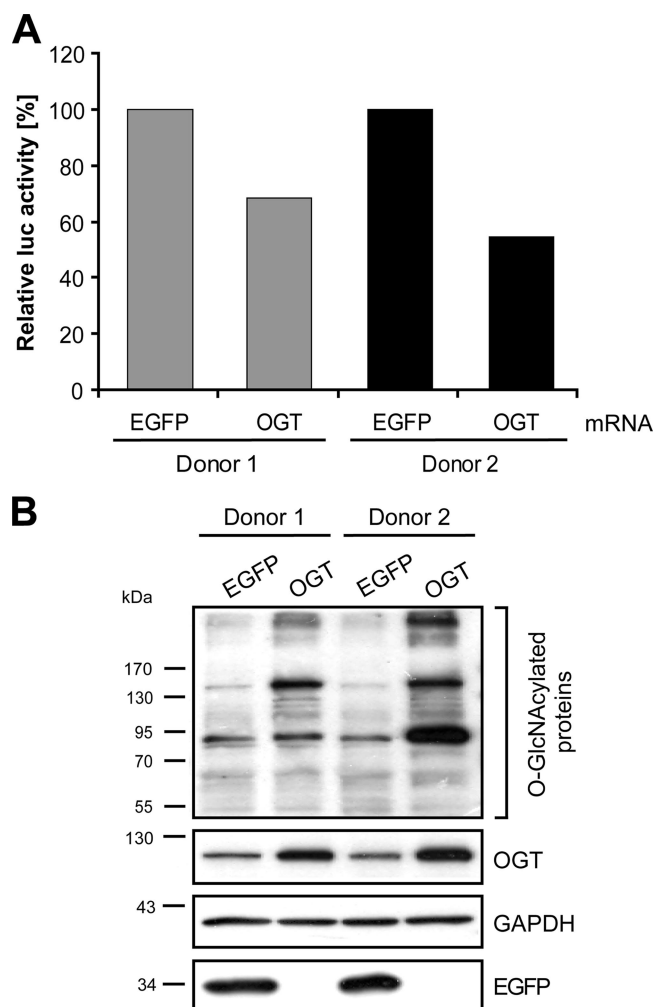 A
120
100
80
60
40
20
0
Relative luc activity [%]
EGFP OGT EGFP OGT mRNA
Donor 1 Donor 2
B
Donor 1 Donor 2
EGFP OGT EGFP OGT
kDa
170
130
95
70
55
O-GlcNAcylated
proteins
130
OGT
43
GAPDH
34
EGFP